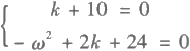 k + 10 = 0
- ω² + 2k + 24 = 0